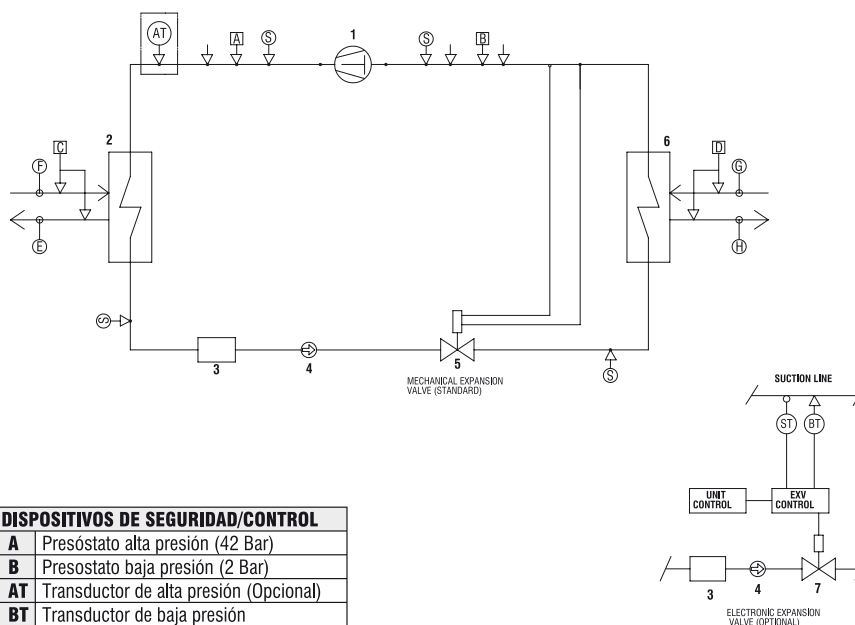 AT
A
S
1
S
B
2
C
F
E
6
D
G
H
S
3
4
5
S
MECHANICAL EXPANSION
VALVE (STANDARD)
SUCTION LINE
ST
BT
UNIT
CONTROL
EXV
CONTROL
3
4
7
ELECTRONIC EXPANSION
VALVE (OPTIONAL)
DISPOSITIVOS DE SEGURIDAD/CONTROL
A Presóstato alta presión (42 Bar)
B Presostato baja presión (2 Bar)
AT Transductor de alta presión (Opcional)
BT Transductor de baja presión